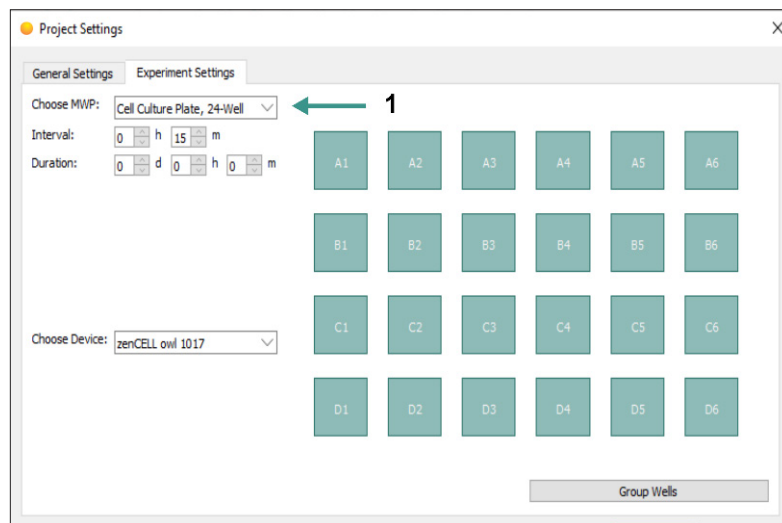 Project Settings
General Settings Experiment Settings
Choose MWP: Cell Culture Plate, 24-Well 1
Interval: 0 h 15 m
Duration: 0 d 0 h 0 m
A1 A2 A3 A4 A5 A6
B1 B2 B3 B4 B5 B6
C1 C2 C3 C4 C5 C6
Choose Device: zenCELL owl 1017
D1 D2 D3 D4 D5 D6
Group Wells